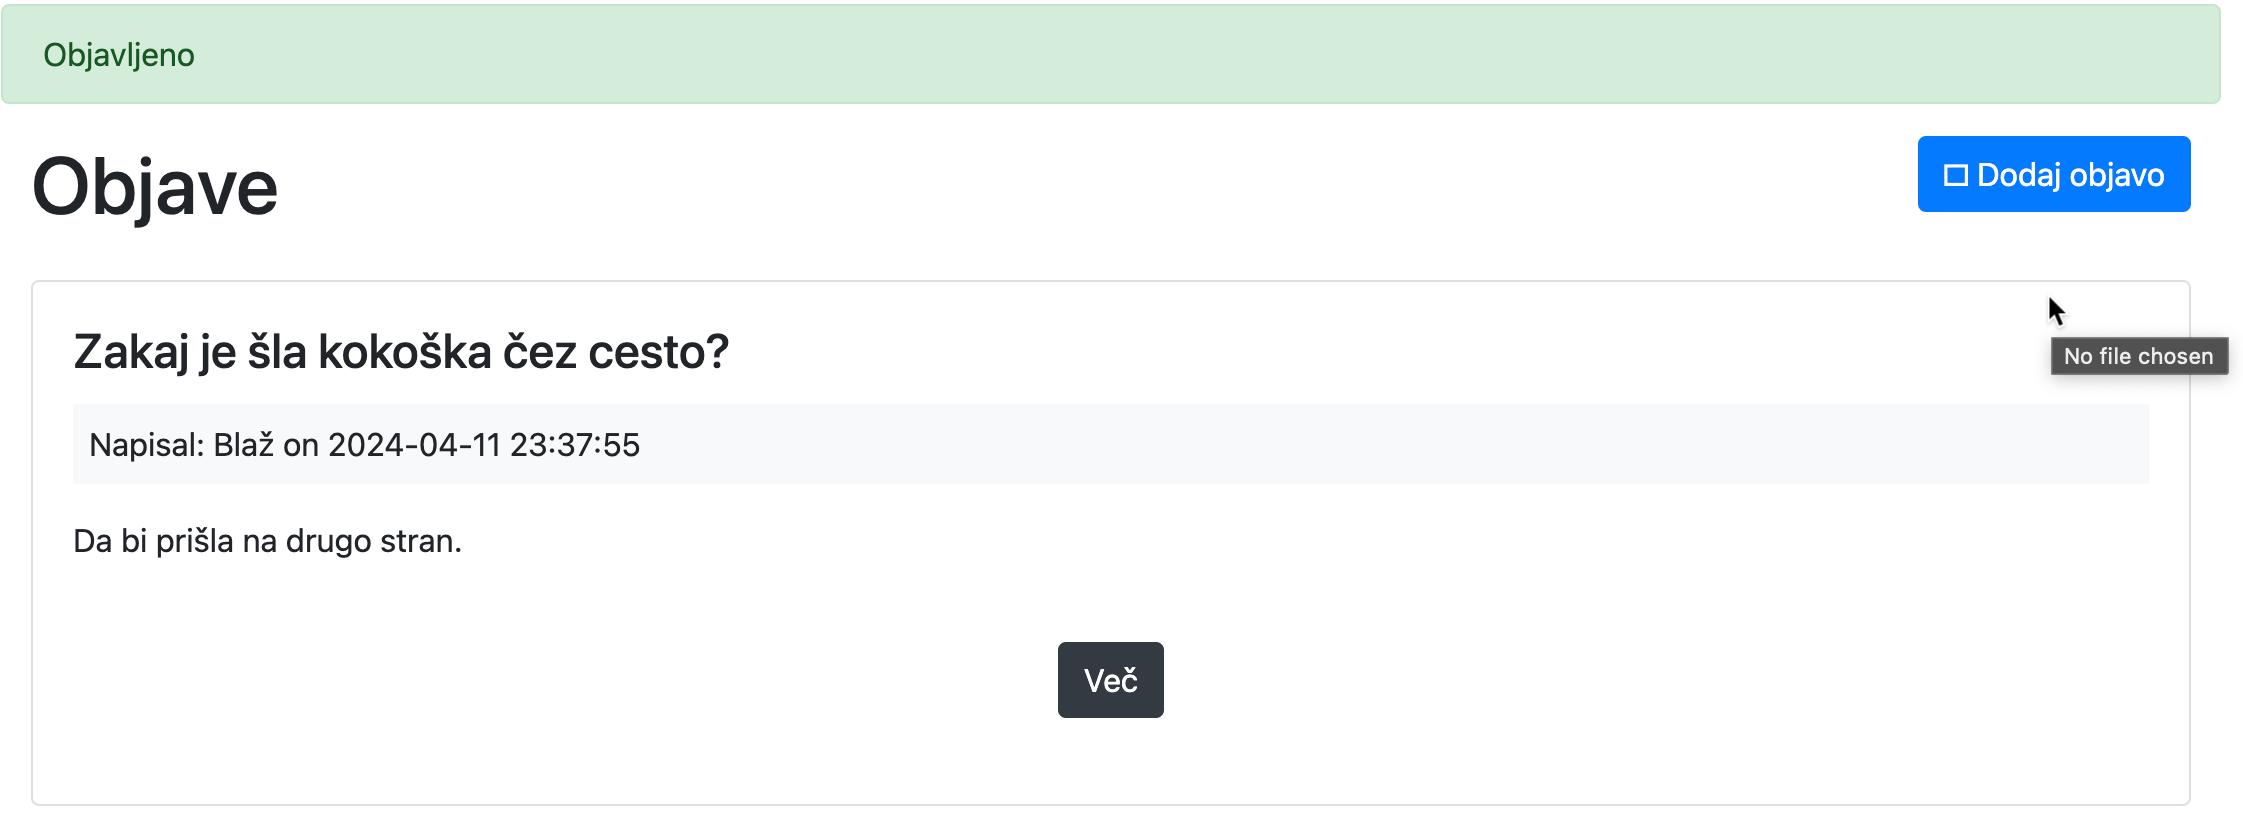 Objavljeno
Objave
Dodaj objavo
Zakaj je šla kokoška čez cesto?
No file chosen
Napisal: Blaž on 2024-04-11 23:37:55
Da bi prišla na drugo stran.
Več